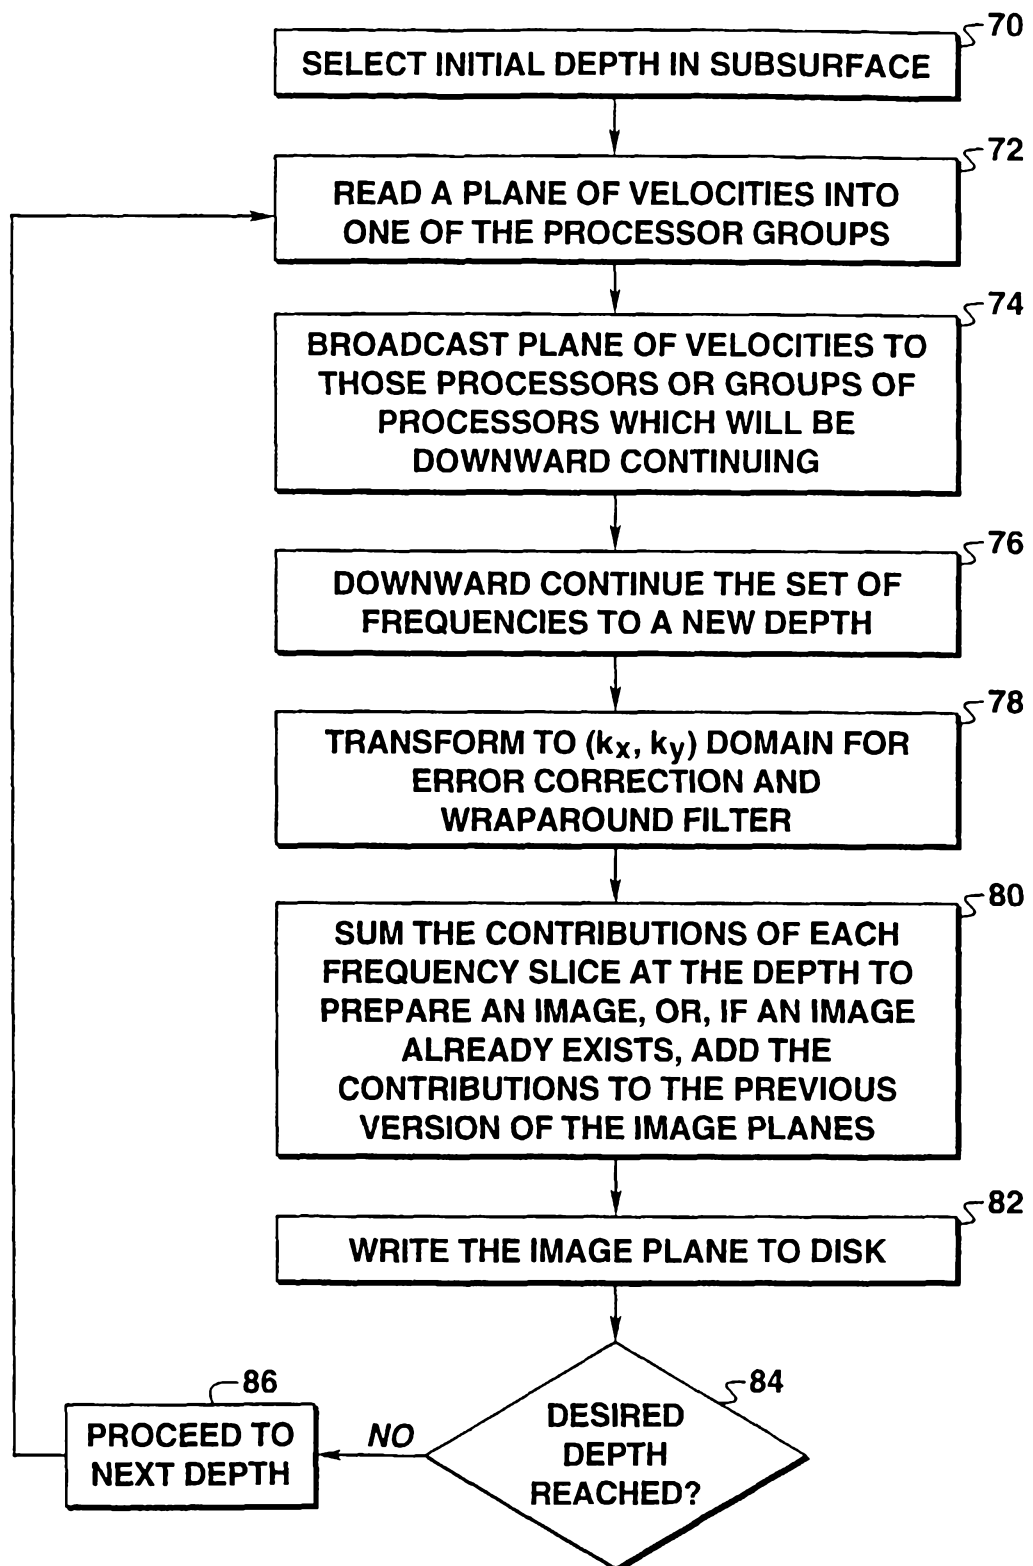 70
SELECT INITIAL DEPTH IN SUBSURFACE
72
READ A PLANE OF VELOCITIES INTO
ONE OF THE PROCESSOR GROUPS
74
BROADCAST PLANE OF VELOCITIES TO
THOSE PROCESSORS OR GROUPS OF
PROCESSORS WHICH WILL BE
DOWNWARD CONTINUING
76
DOWNWARD CONTINUE THE SET OF
FREQUENCIES TO A NEW DEPTH
78
TRANSFORM TO (kx, ky) DOMAIN FOR
ERROR CORRECTION AND
WRAPAROUND FILTER
80
SUM THE CONTRIBUTIONS OF EACH
FREQUENCY SLICE AT THE DEPTH TO
PREPARE AN IMAGE, OR, IF AN IMAGE
ALREADY EXISTS, ADD THE
CONTRIBUTIONS TO THE PREVIOUS
VERSION OF THE IMAGE PLANES
82
WRITE THE IMAGE PLANE TO DISK
84
DESIRED
DEPTH
REACHED?
NO
86
PROCEED TO
NEXT DEPTH